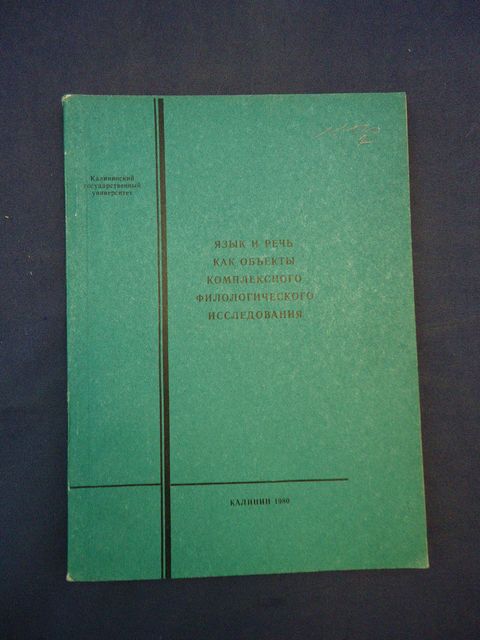 Калининский
государственный
университет
ЯЗЫК И РЕЧЬ
КАК ОБЪЕКТЫ
КОМПЛЕКСНОГО
ФИЛОЛОГИЧЕСКОГО
ИССЛЕДОВАНИЯ
КАЛИНИН 1980